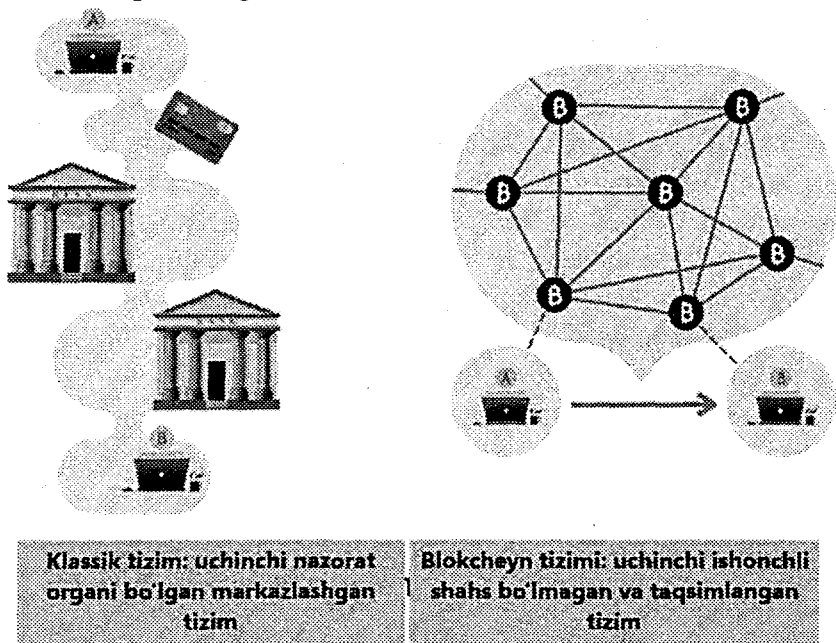 A
B
B
B
B
B
B
B
A
B
B
Klassik tizim: uchinchi nazorat
organi bo'lgan markazlashgan
tizim
Blokcheyn tizimi: uchinchi ishonchli
shahs bo'lmagan va taqsimlangan
tizim